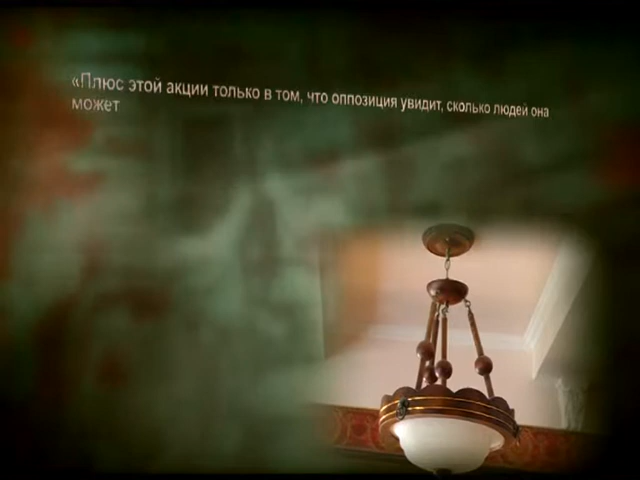 «Плюс этой акции только в том, что оппозиция увидит, сколько людей она
может